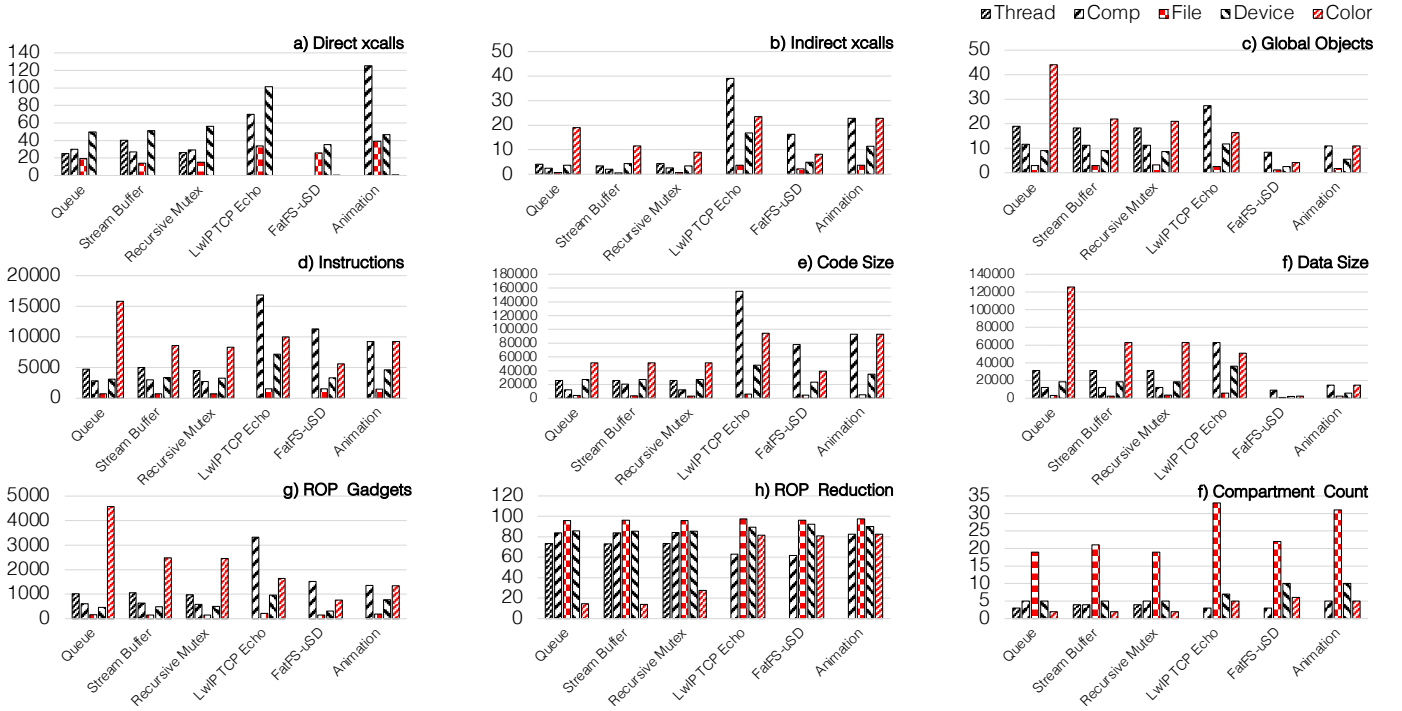 Thread Comp File Device Color
a) Direct xcalls
140
120
100
80
60
40
20
0
Queue
Stream Buffer
Recursive Mutex
LwIP TCP Echo
FatFS-uSD
Animation
b) Indirect xcalls
50
40
30
20
10
0
Queue
Stream Buffer
Recursive Mutex
LwIP TCP Echo
FatFS-uSD
Animation
c) Global Objects
50
40
30
20
10
0
Queue
Stream Buffer
Recursive Mutex
LwIP TCP Echo
FatFS-uSD
Animation
d) Instructions
20000
15000
10000
5000
0
Queue
Stream Buffer
Recursive Mutex
LwIP TCP Echo
FatFS-uSD
Animation
e) Code Size
180000
160000
140000
120000
100000
80000
60000
40000
20000
0
Queue
Stream Buffer
Recursive Mutex
LwIP TCP Echo
FatFS-uSD
Animation
f) Data Size
140000
120000
100000
80000
60000
40000
20000
0
Queue
Stream Buffer
Recursive Mutex
LwIP TCP Echo
FatFS-uSD
Animation
g) ROP Gadgets
5000
4000
3000
2000
1000
0
Queue
Stream Buffer
Recursive Mutex
LwIP TCP Echo
FatFS-uSD
Animation
h) ROP Reduction
120
100
80
60
40
20
0
Queue
Stream Buffer
Recursive Mutex
LwIP TCP Echo
FatFS-uSD
Animation
f) Compartment Count
35
30
25
20
15
10
5
0
Queue
Stream Buffer
Recursive Mutex
LwIP TCP Echo
FatFS-uSD
Animation